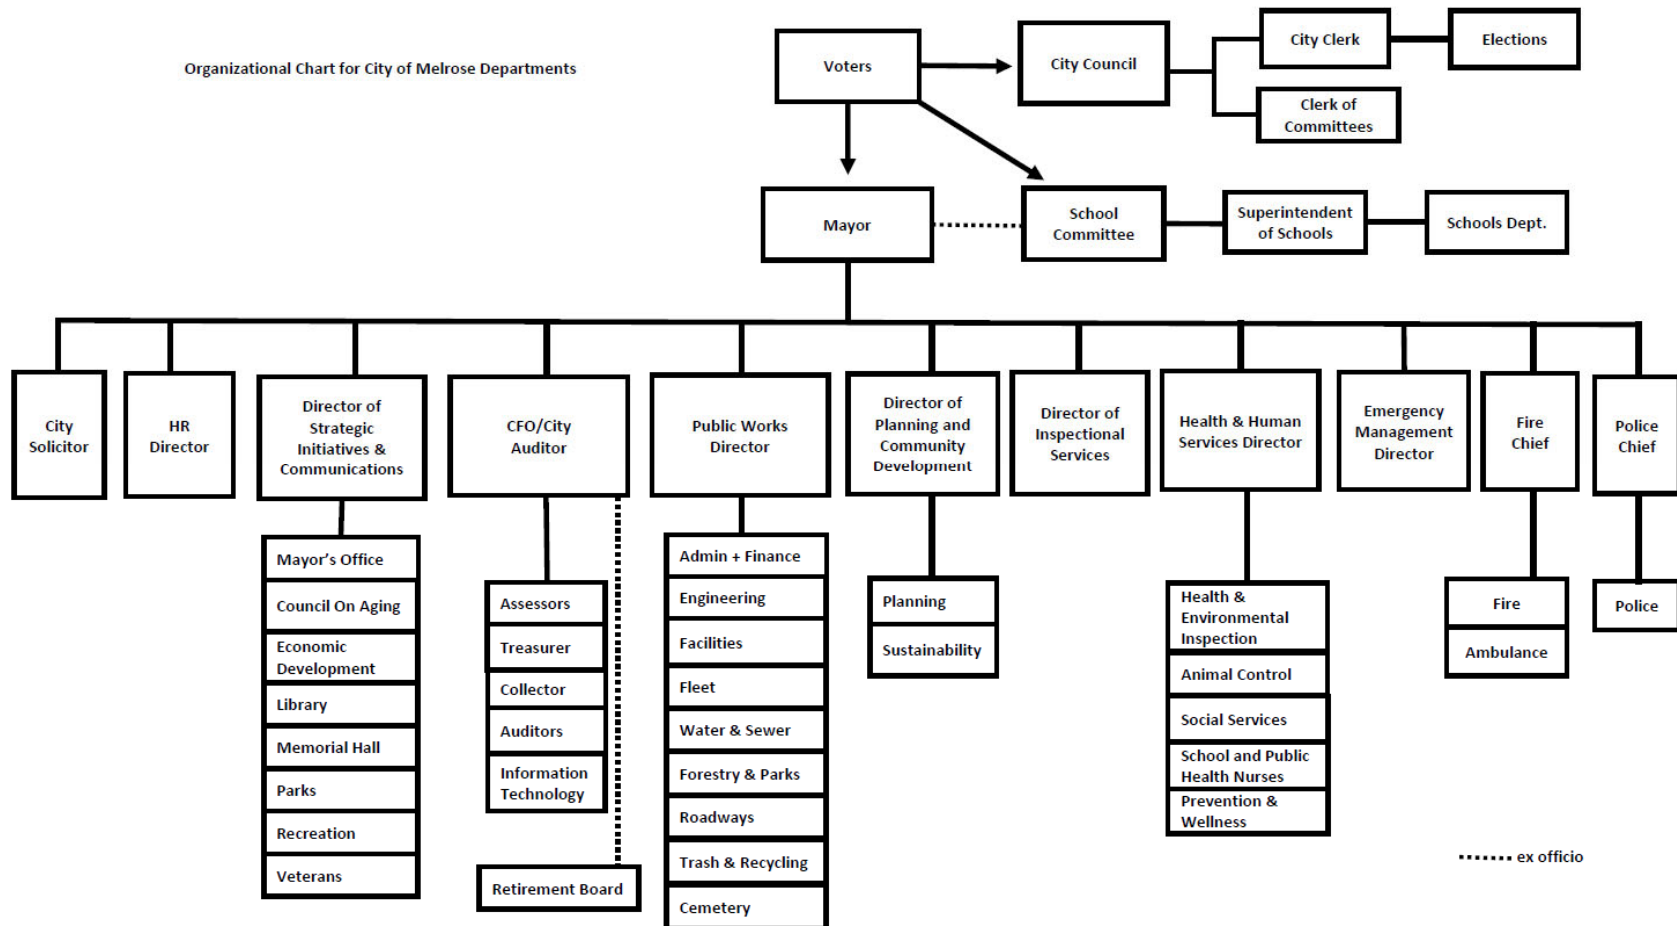 Organizational Chart for City of Melrose Departments
Voters
City Council
City Clerk
Elections
Clerk of
Committees
Mayor
School
Committee
Superintendent
of Schools
Schools Dept.
City
Solicitor
HR
Director
Director of
Strategic
Initiatives &
Communications
CFO/City
Auditor
Public Works
Director
Director of
Planning and
Community
Development
Director of
Inspectional
Services
Health & Human
Services Director
Emergency
Management
Director
Fire
Chief
Police
Chief
Mayor's Office
Council On Aging
Economic
Development
Library
Memorial Hall
Parks
Recreation
Veterans
Assessors
Treasurer
Collector
Auditors
Information
Technology
Retirement Board
Admin + Finance
Engineering
Facilities
Fleet
Water & Sewer
Forestry & Parks
Roadways
Trash & Recycling
Cemetery
Planning
Sustainability
Health &
Environmental
Inspection
Animal Control
Social Services
School and Public
Health Nurses
Prevention &
Wellness
Fire
Ambulance
Police
ex officio